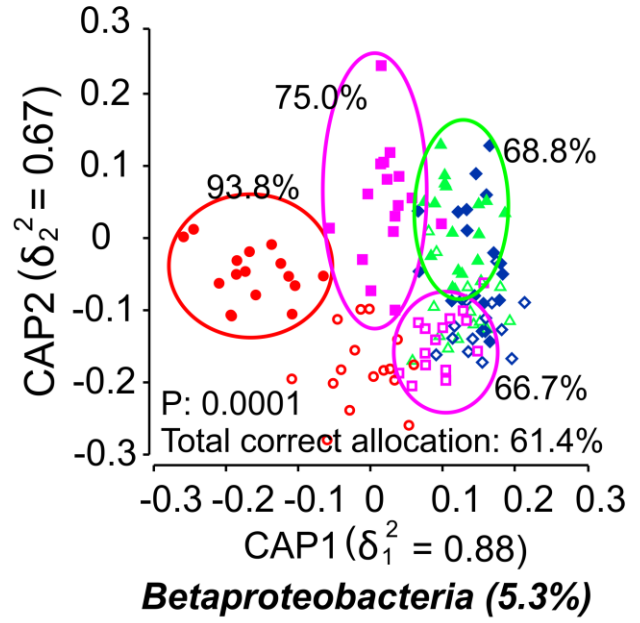 0.3
0.2
0.1
0
-0.1
-0.2
-0.3
CAP2 (δ₂² = 0.67)
75.0%
68.8%
93.8%
66.7%
P: 0.0001
Total correct allocation: 61.4%
-0.3 -0.2 -0.1 0 0.1 0.2 0.3
CAP1 (δ₁² = 0.88)
Betaproteobacteria (5.3%)